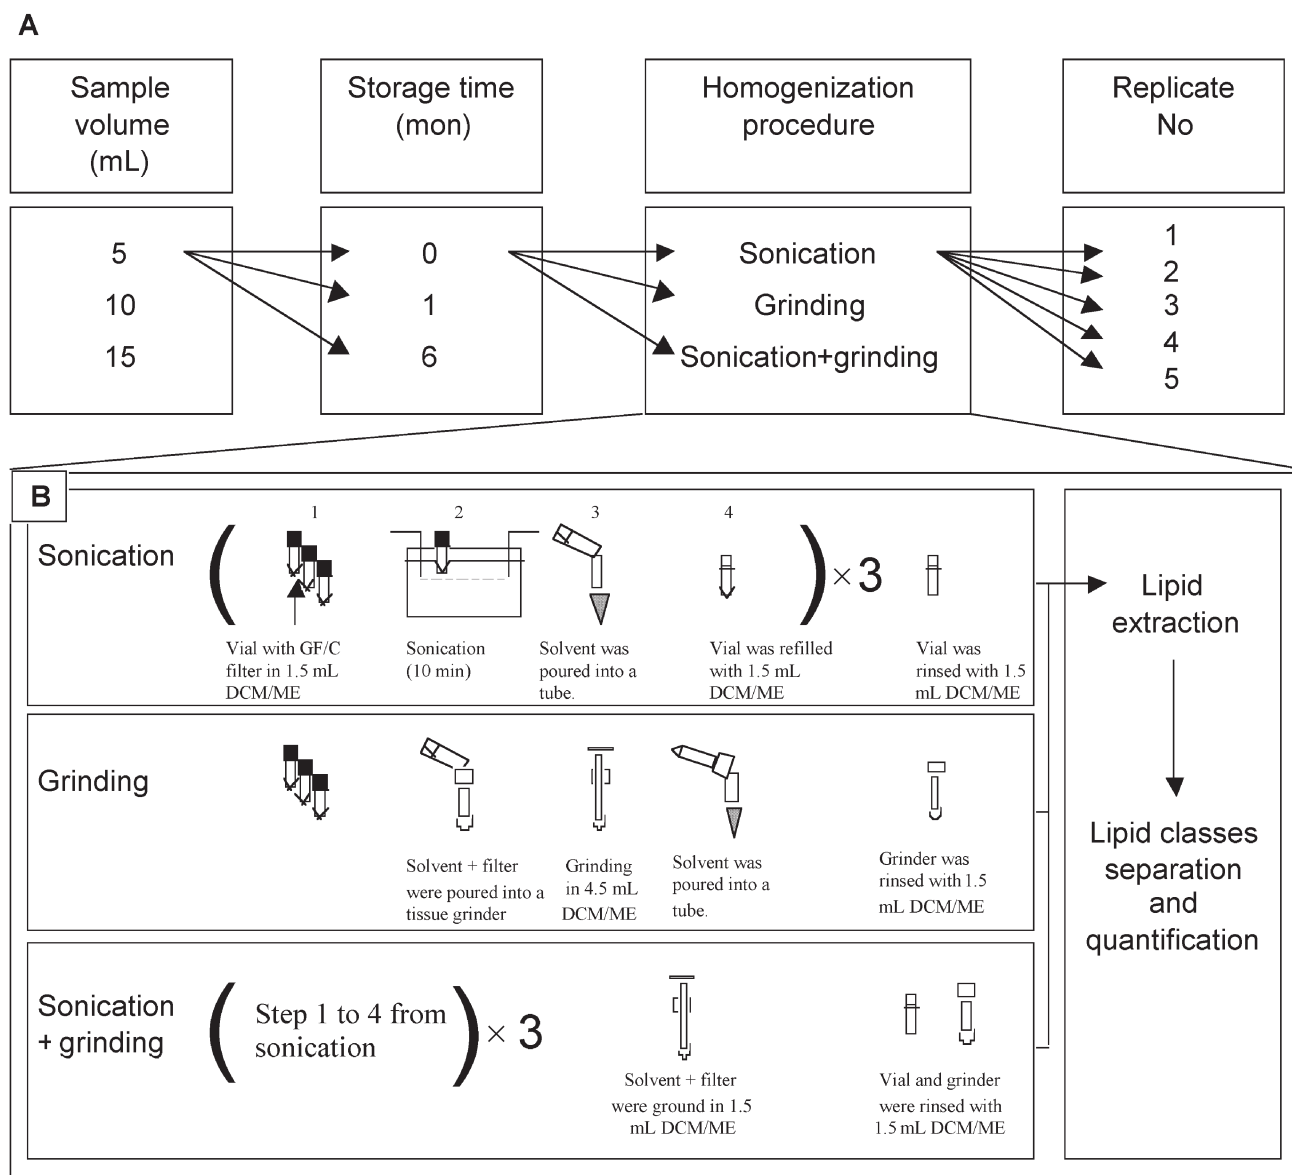 A
Sample
volume
(mL)
Storage time
(mon)
Homogenization
procedure
Replicate
No
5
10
15
0
1
6
Sonication
Grinding
Sonication+grinding
1
2
3
4
5
B
Sonication
1
2
3
4
( ) × 3
Vial with GF/C
filter in 1.5 mL
DCM/ME
Sonication
(10 min)
Solvent was
poured into a
tube.
Vial was refilled
with 1.5 mL
DCM/ME
Vial was
rinsed with 1.5
mL DCM/ME
Grinding
Solvent + filter
were poured into a
tissue grinder
Grinding
in 4.5 mL
DCM/ME
Solvent was
poured into a
tube.
Grinder was
rinsed with 1.5
mL DCM/ME
Sonication
+ grinding
( Step 1 to 4 from
sonication ) × 3
Solvent + filter
were ground in 1.5
mL DCM/ME
Vial and grinder
were rinsed with
1.5 mL DCM/ME
Lipid
extraction
Lipid classes
separation
and
quantification